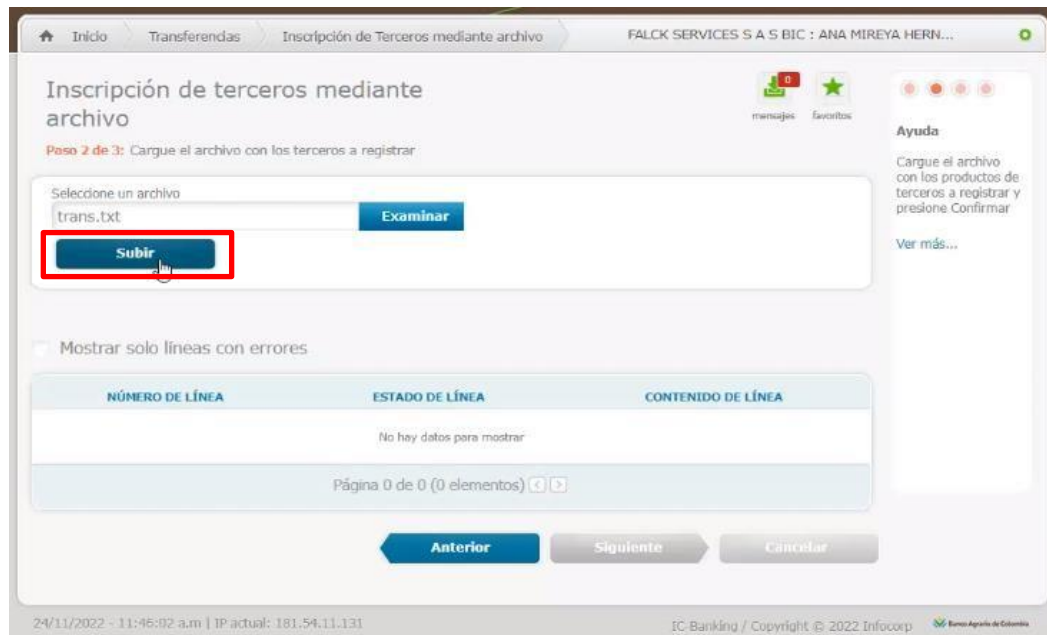 Inicio Transferencias Inscripción de Terceros mediante archivo FALCK SERVICES S A S BIC : ANA MIREYA HERN...
Inscripción de terceros mediante
archivo
0
mensajes favoritos
Paso 2 de 3: Cargue el archivo con los terceros a registrar
Seleccione un archivo
trans.txt Examinar
Subir
Ayuda
Cargue el archivo
con los productos de
terceros a registrar y
presione Confirmar
Ver más...
Mostrar solo líneas con errores
NÚMERO DE LÍNEA ESTADO DE LÍNEA CONTENIDO DE LÍNEA
No hay datos para mostrar
Página 0 de 0 (0 elementos) < >
Anterior Siguiente Cancelar
24/11/2022 - 11:46:02 a.m | IP actual: 181.54.11.131 IC-Banking / Copyright © 2022 Infocorp Banco Agrario de Colombia